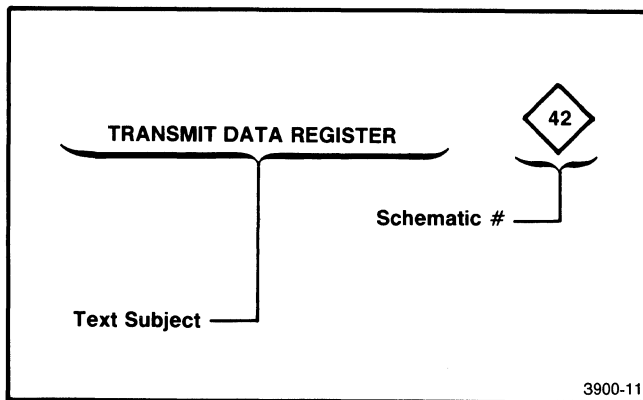 TRANSMIT DATA REGISTER
42
Schematic #
Text Subject
3900-11